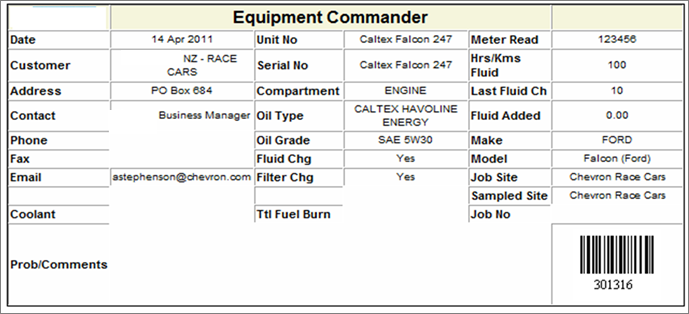 Equipment Commander
Date 14 Apr 2011 Unit No Caltex Falcon 247 Meter Read 123456
Customer NZ - RACE CARS Serial No Caltex Falcon 247 Hrs/Kms Fluid 100
Address PO Box 684 Compartment ENGINE Last Fluid Ch 10
Contact Business Manager Oil Type CALTEX HAVOLINE ENERGY Fluid Added 0.00
Phone Oil Grade SAE 5W30 Make FORD
Fax Fluid Chg Yes Model Falcon (Ford)
Email astephenson@chevron.com Filter Chg Yes Job Site Chevron Race Cars
Sampled Site Chevron Race Cars
Coolant Ttl Fuel Burn Job No
Prob/Comments
301316